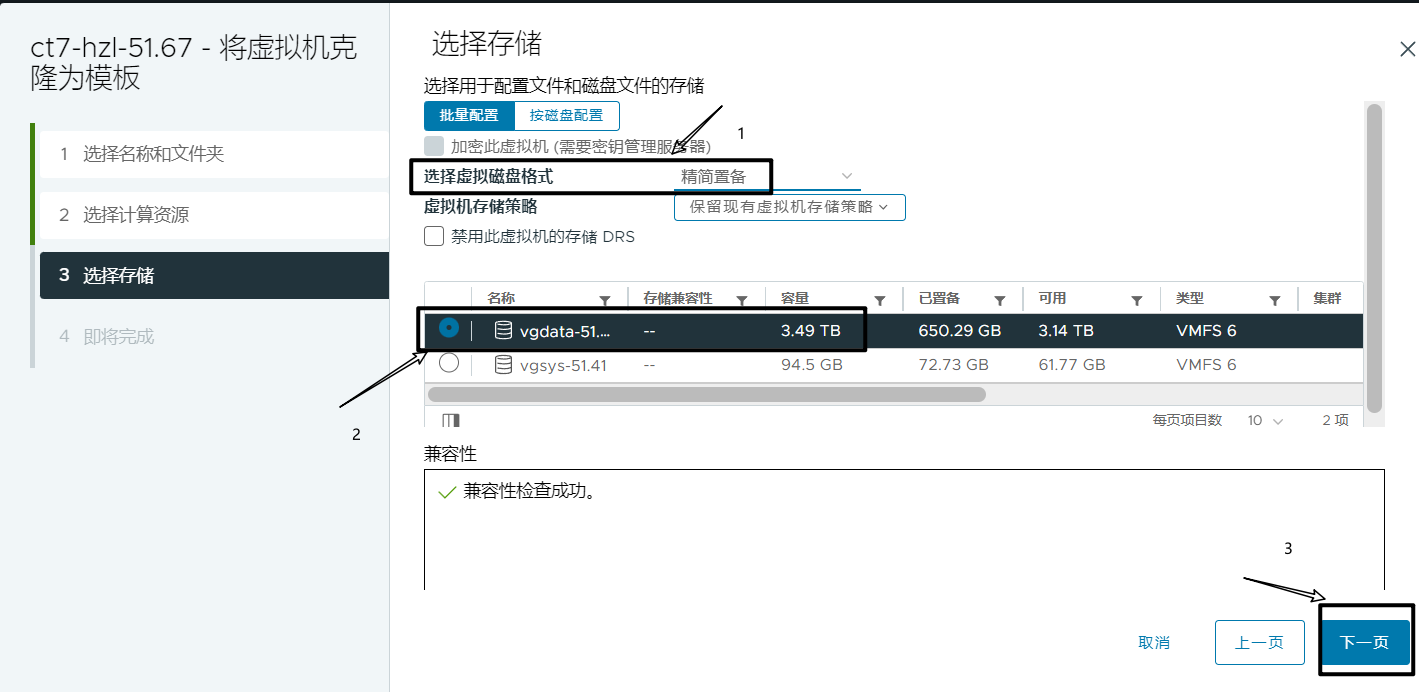 ct7-hzl-51.67 - 将虚拟机克
隆为模板
1 选择名称和文件夹
2 选择计算资源
3 选择存储
4 即将完成
选择存储
选择用于配置文件和磁盘文件的存储
批量配置 按磁盘配置
1
加密此虚拟机 (需要密钥管理服务器)
选择虚拟磁盘格式 精简置备
虚拟机存储策略 保留现有虚拟机存储策略
禁用此虚拟机的存储 DRS
名称 存储兼容性 容量 已置备 可用 类型 集群
vgdata-51.... -- 3.49 TB 650.29 GB 3.14 TB VMFS 6
vgsys-51.41 -- 94.5 GB 72.73 GB 61.77 GB VMFS 6
2
每页项目数 10 2 项
兼容性
兼容性检查成功。
3
取消 上一页 下一页